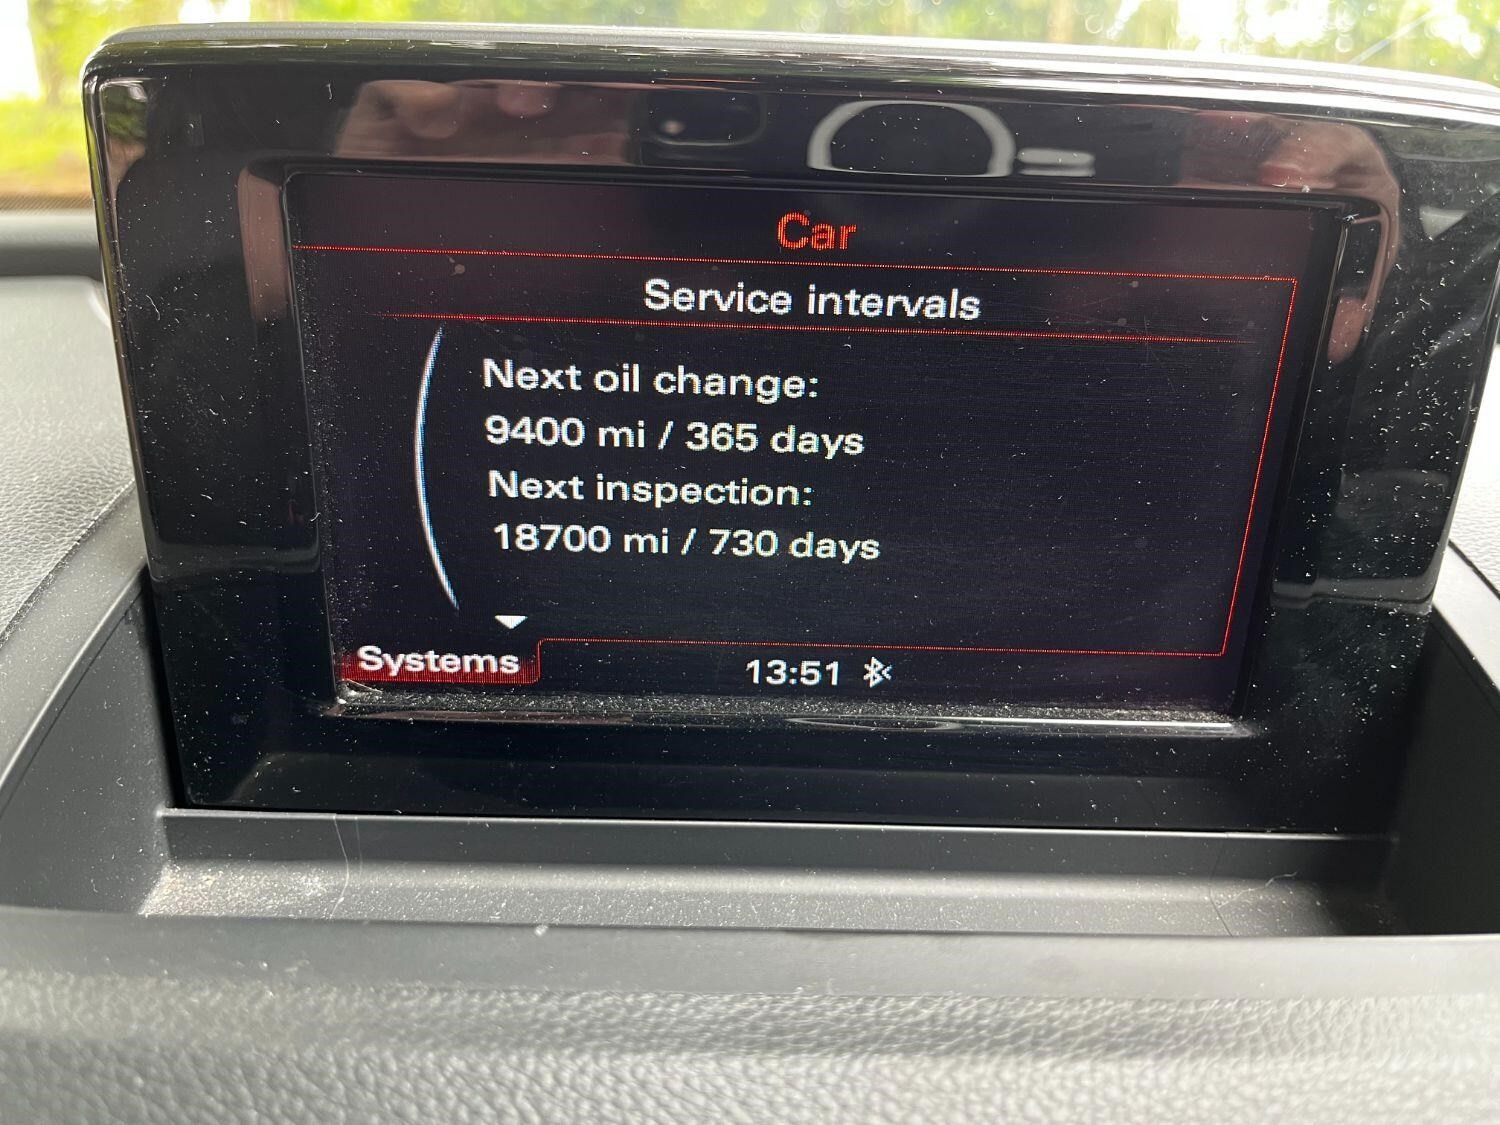 Car
Service intervals
Next oil change:
9400 mi / 365 days
Next inspection:
18700 mi / 730 days
Systems
13:51